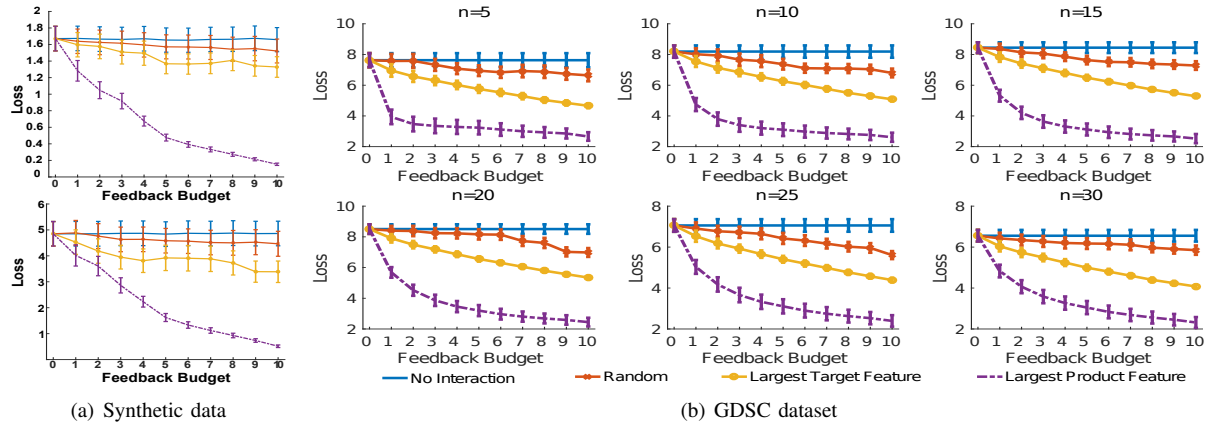 n=5
n=10
n=15
2
1.8
1.6
1.4
1.2
1
0.8
0.6
0.4
0.2
0
Loss
0 1 2 3 4 5 6 7 8 9 10
Feedback Budget
10
8
6
4
2
Loss
0 1 2 3 4 5 6 7 8 9 10
Feedback Budget
10
8
6
4
2
Loss
0 1 2 3 4 5 6 7 8 9 10
Feedback Budget
10
8
6
4
2
Loss
0 1 2 3 4 5 6 7 8 9 10
Feedback Budget
n=20
n=25
n=30
6
5
4
3
2
1
Loss
0 1 2 3 4 5 6 7 8 9 10
Feedback Budget
10
8
6
4
2
Loss
0 1 2 3 4 5 6 7 8 9 10
Feedback Budget
8
6
4
2
Loss
0 1 2 3 4 5 6 7 8 9 10
Feedback Budget
8
6
4
2
Loss
0 1 2 3 4 5 6 7 8 9 10
Feedback Budget
No Interaction Random Largest Target Feature Largest Product Feature
(a) Synthetic data
(b) GDSC dataset